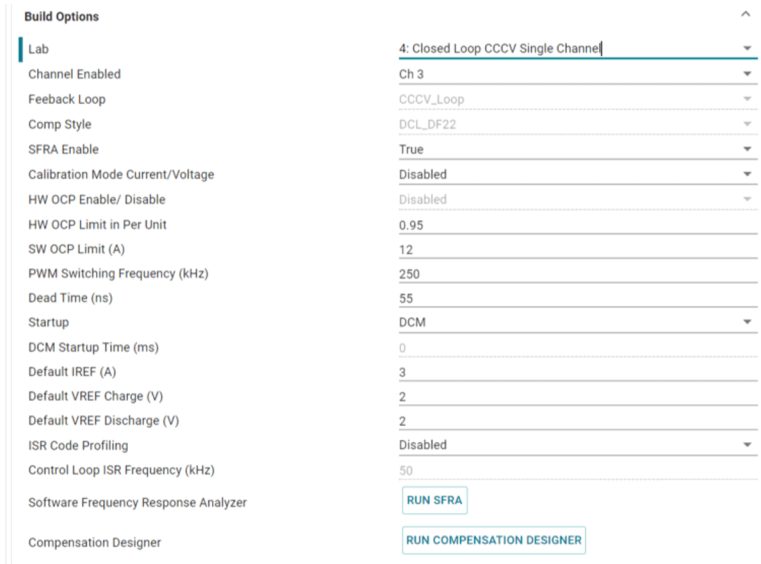 Build Options
Lab 4: Closed Loop CCCV Single Channel
Channel Enabled Ch 3
Feeback Loop CCCV_Loop
Comp Style DCL_DF22
SFRA Enable True
Calibration Mode Current/Voltage Disabled
HW OCP Enable/ Disable Disabled
HW OCP Limit in Per Unit 0.95
SW OCP Limit (A) 12
PWM Switching Frequency (kHz) 250
Dead Time (ns) 55
Startup DCM
DCM Startup Time (ms) 0
Default IREF (A) 3
Default VREF Charge (V) 2
Default VREF Discharge (V) 2
ISR Code Profiling Disabled
Control Loop ISR Frequency (kHz) 50
Software Frequency Response Analyzer RUN SFRA
Compensation Designer RUN COMPENSATION DESIGNER